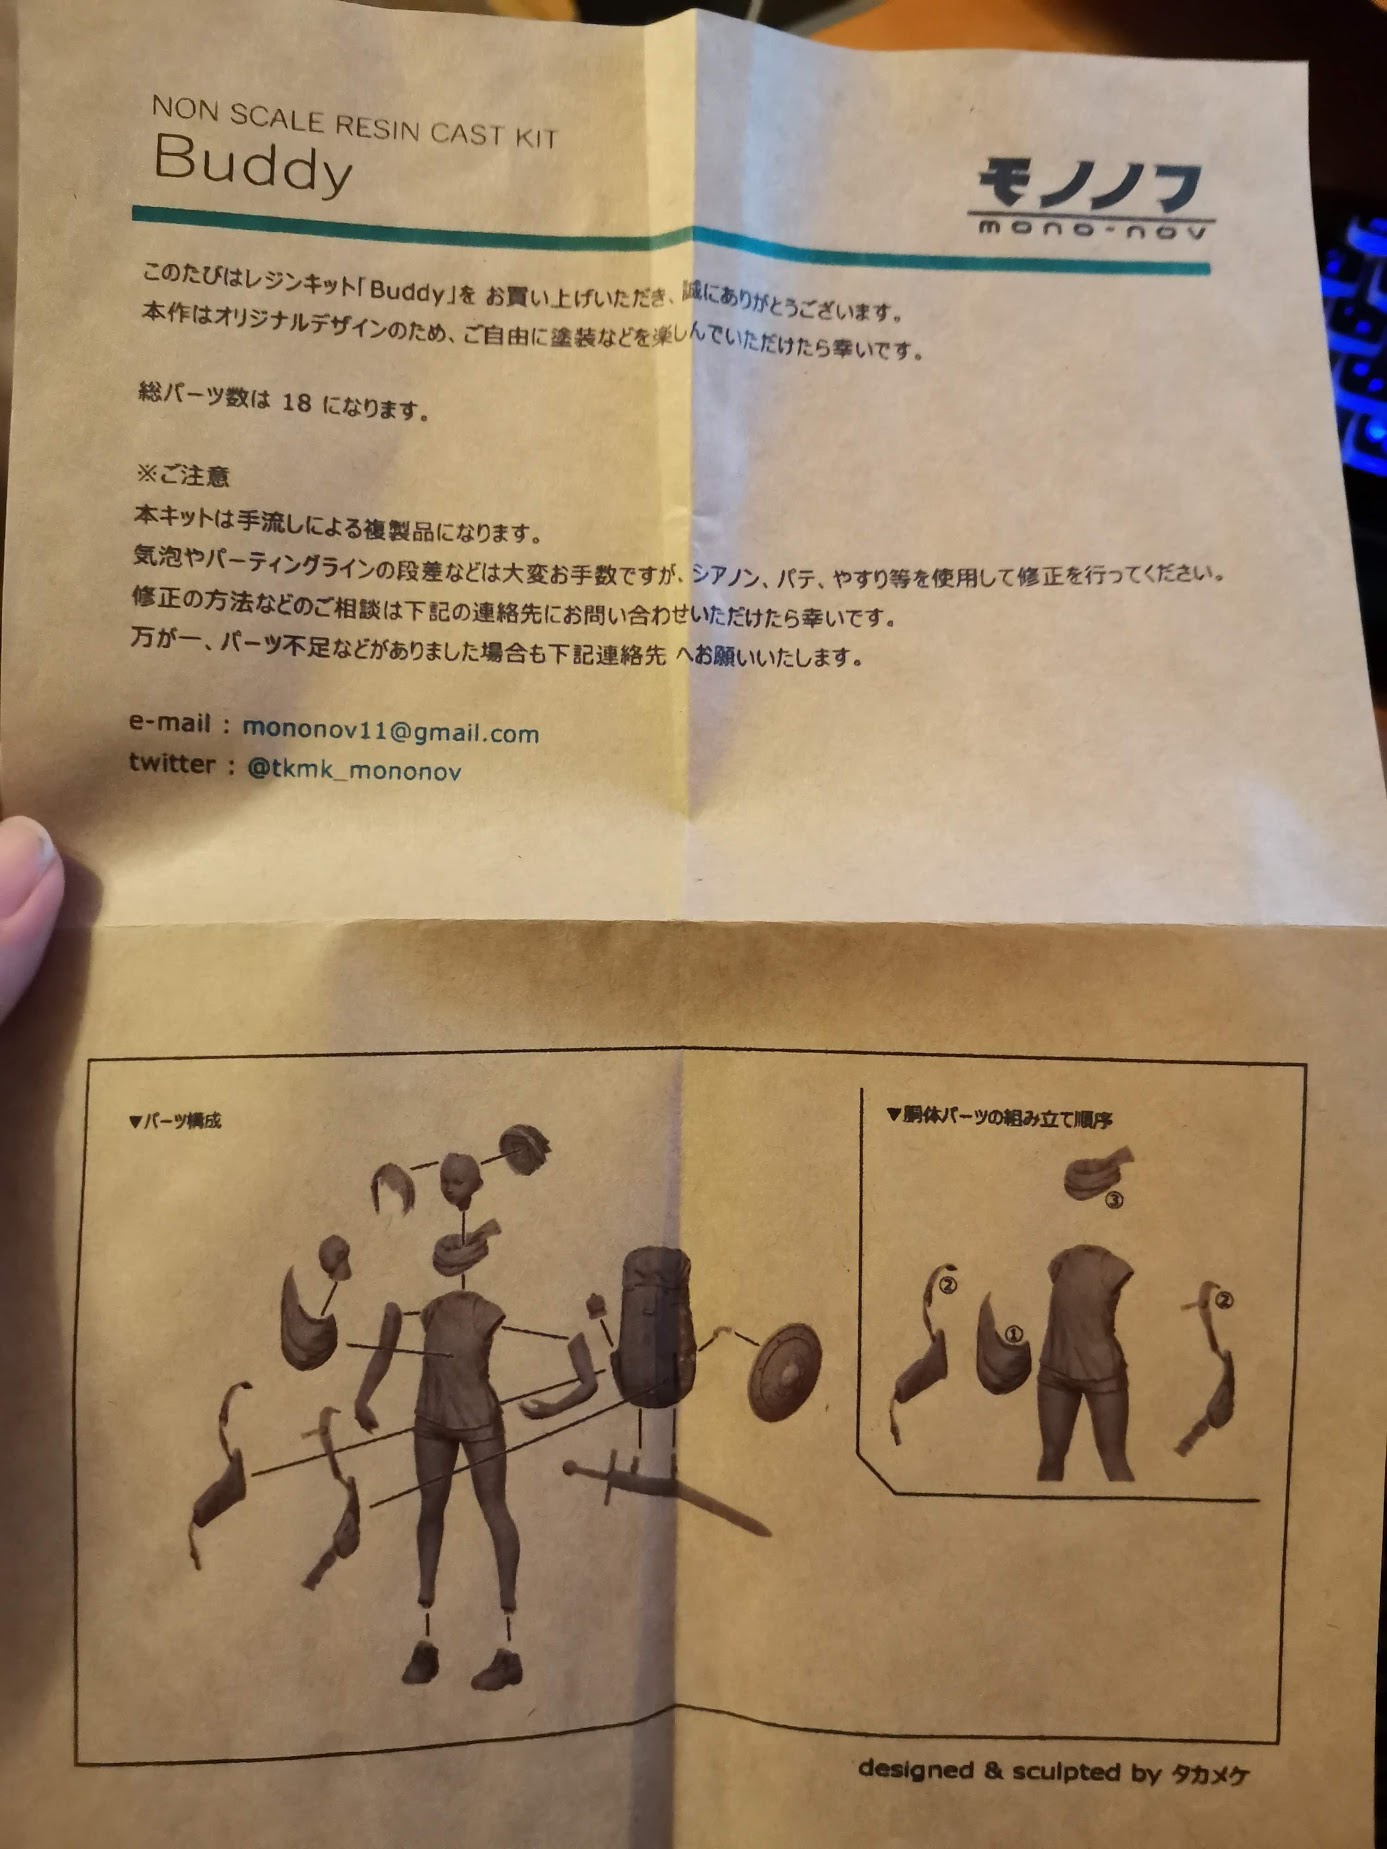 NON SCALE RESIN CAST KIT
Buddy
モノノフ
mono-nov
このたびはレジンキット「Buddy」を お買い上げいただき、誠にありがとうございます。
本作はオリジナルデザインのため、ご自由に塗装などを楽しんでいただけたら幸いです。
総パーツ数は 18 になります。
※ご注意
本キットは手流しによる複製品になります。
気泡やパーティングラインの段差などは大変お手数ですが、シアノン、パテ、やすり等を使用して修正を行ってください。
修正の方法などのご相談は下記の連絡先にお問い合わせいただけたら幸いです。
万が一、パーツ不足などがありました場合も下記連絡先 へお願いいたします。
e-mail : mononov11@gmail.com
twitter : @tkmk_mononov
▼パーツ構成
▼胴体パーツの組み立て順序
③
②
①
②
designed & sculpted by タカメケ